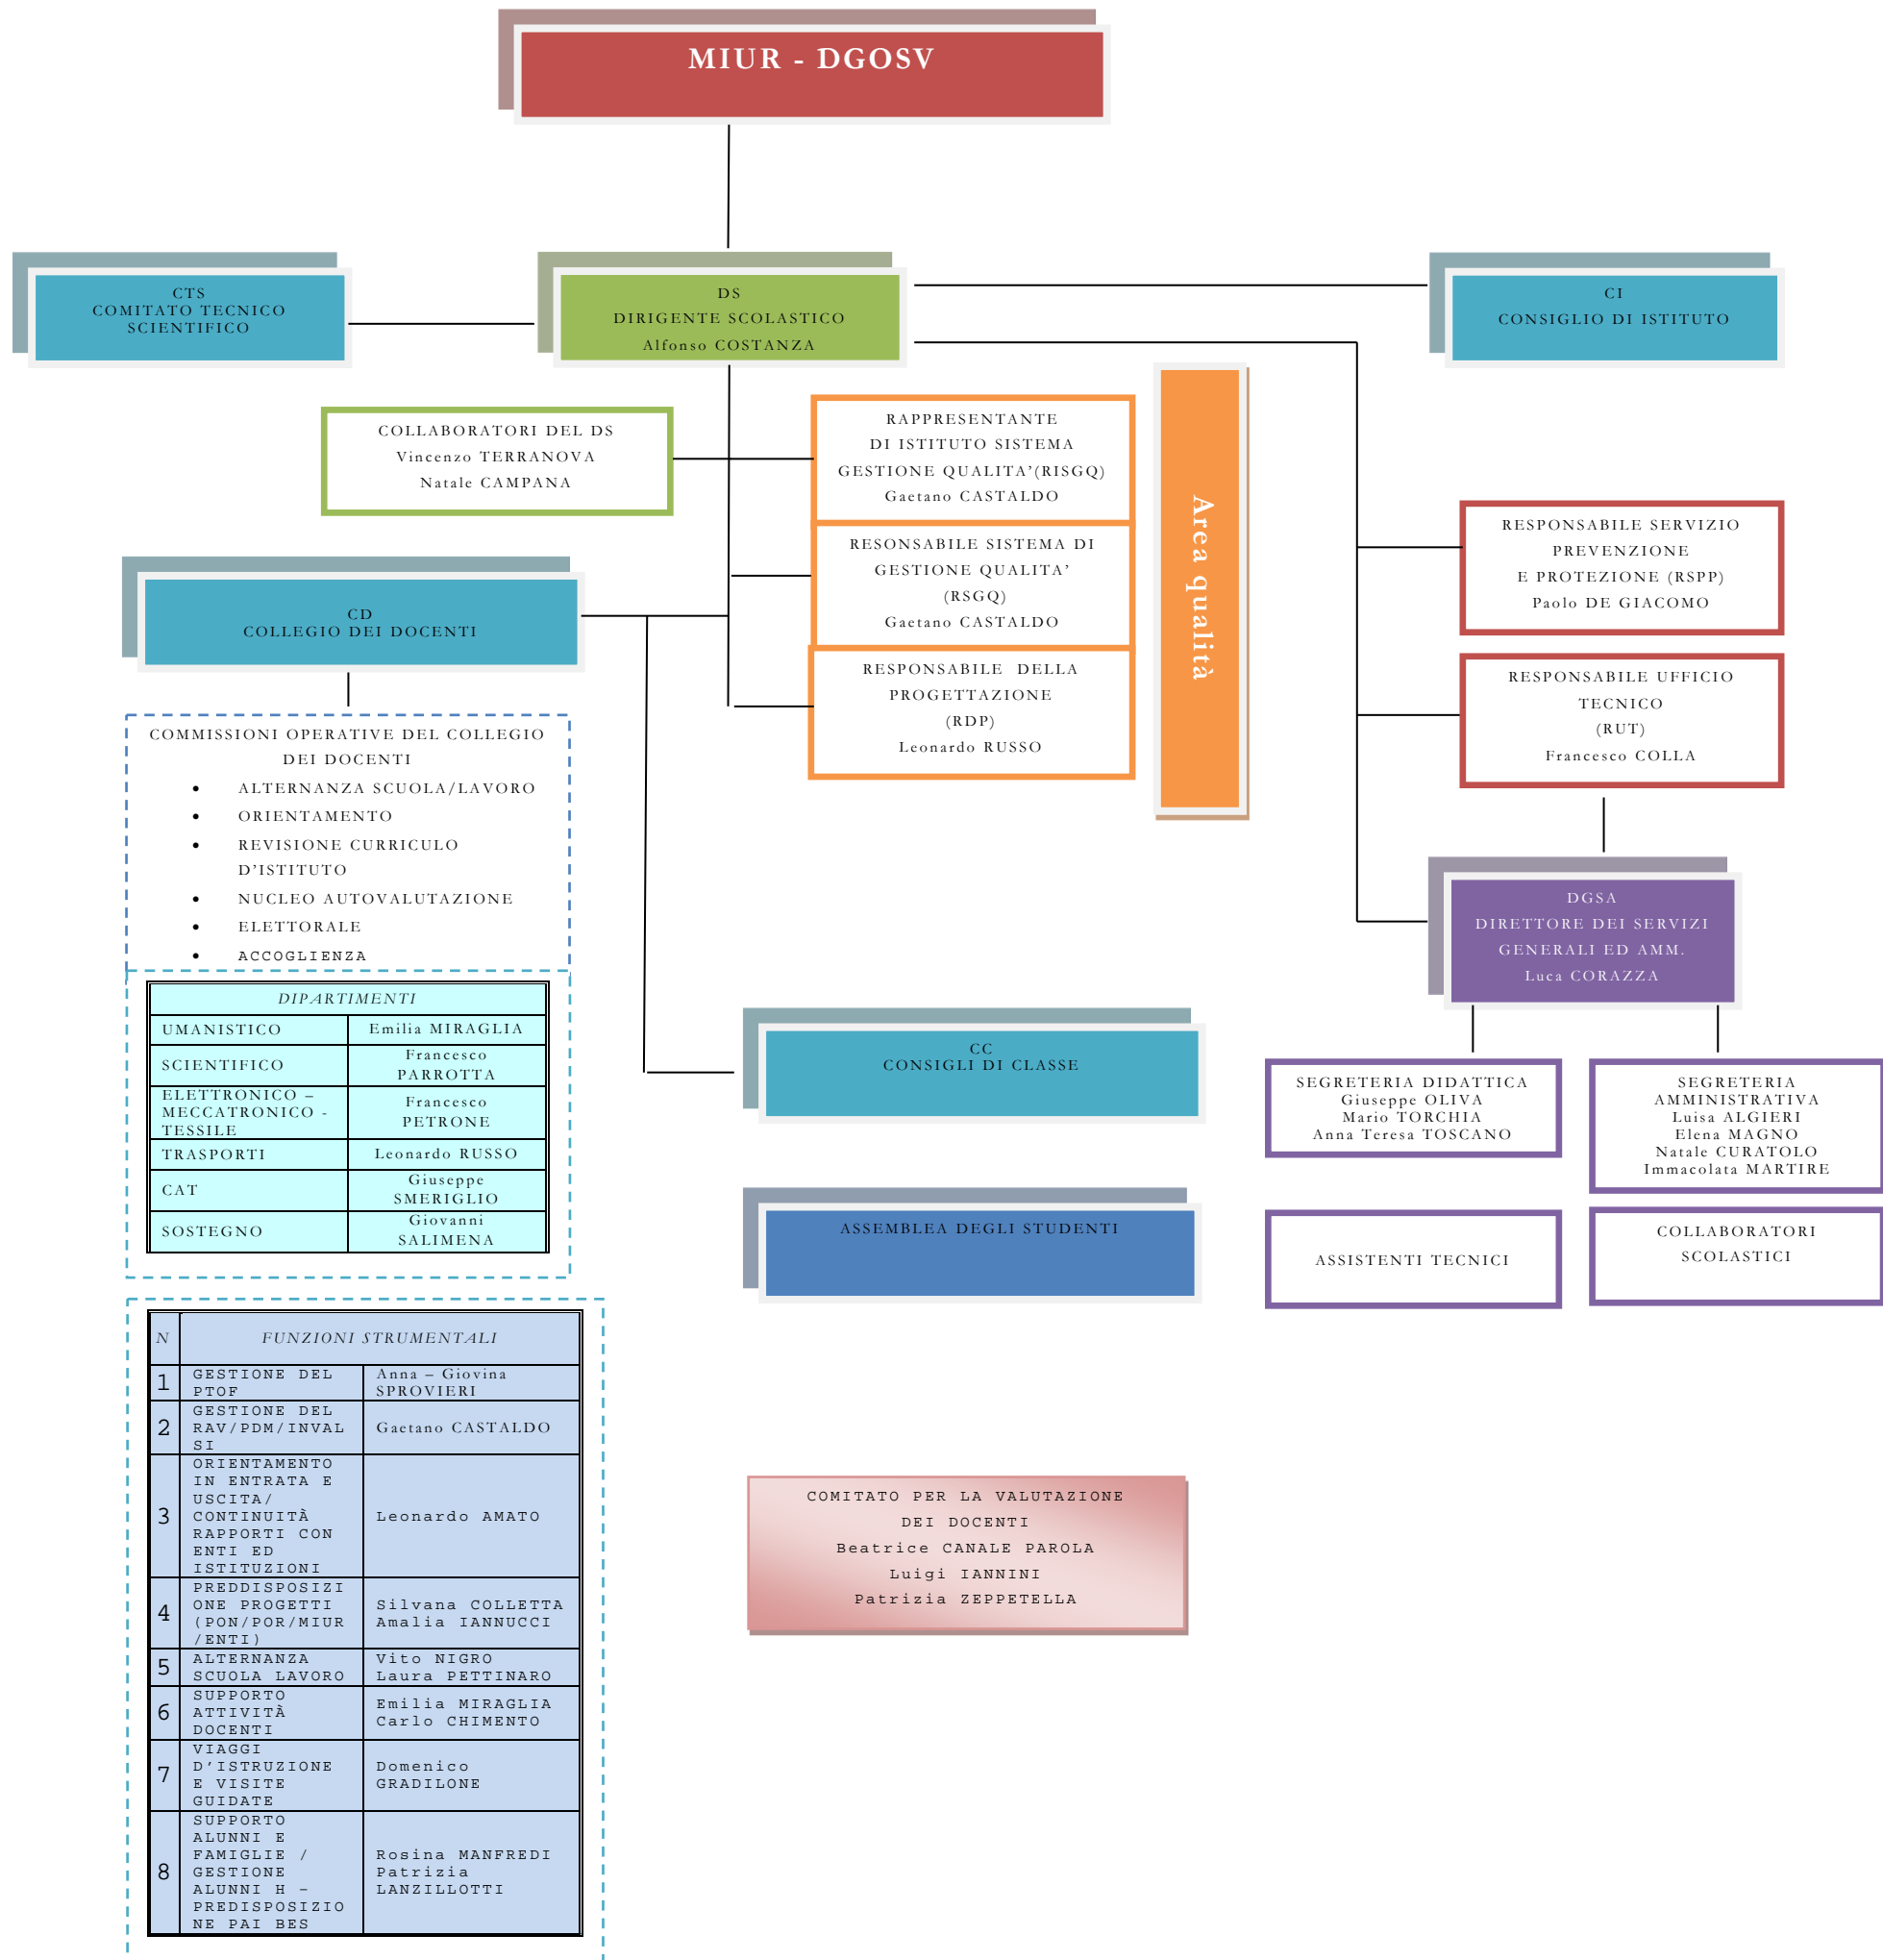 MIUR - DGOSV
CTS
COMITATO TECNICO
SCIENTIFICO
DS
DIRIGENTE SCOLASTICO
Alfonso COSTANZA
CI
CONSIGLIO DI ISTITUTO
COLLABORATORI DEL DS
Vincenzo TERRANOVA
Natale CAMPANA
RAPPRESENTANTE
DI ISTITUTO SISTEMA
GESTIONE QUALITA’(RISGQ)
Gaetano CASTALDO
RESONSABILE SISTEMA DI
GESTIONE QUALITA’
(RSGQ)
Gaetano CASTALDO
RESPONSABILE DELLA
PROGETTAZIONE
(RDP)
Leonardo RUSSO
Area qualità
RESPONSABILE SERVIZIO
PREVENZIONE
E PROTEZIONE (RSPP)
Paolo DE GIACOMO
RESPONSABILE UFFICIO
TECNICO
(RUT)
Francesco COLLA
CD
COLLEGIO DEI DOCENTI
COMMISSIONI OPERATIVE DEL COLLEGIO
DEI DOCENTI
• ALTERNANZA SCUOLA/LAVORO
• ORIENTAMENTO
• REVISIONE CURRICULO
D’ISTITUTO
• NUCLEO AUTOVALUTAZIONE
• ELETTORALE
• ACCOGLIENZA
DGSA
DIRETTORE DEI SERVIZI
GENERALI ED AMM.
Luca CORAZZA
DIPARTIMENTI
UMANISTICO
Emilia MIRAGLIA
SCIENTIFICO
Francesco
PARROTTA
ELETTRONICO –
MECCATRONICO -
TESSILE
Francesco
PETRONE
TRASPORTI
Leonardo RUSSO
CAT
Giuseppe
SMERIGLIO
SOSTEGNO
Giovanni
SALIMENA
CC
CONSIGLI DI CLASSE
ASSEMBLEA DEGLI STUDENTI
SEGRETERIA DIDATTICA
Giuseppe OLIVA
Mario TORCHIA
Anna Teresa TOSCANO
SEGRETERIA
AMMINISTRATIVA
Luisa ALGIERI
Elena MAGNO
Natale CURATOLO
Immacolata MARTIRE
ASSISTENTI TECNICI
COLLABORATORI
SCOLASTICI
N
FUNZIONI STRUMENTALI
1
GESTIONE DEL
PTOF
Anna – Giovina
SPROVIERI
2
GESTIONE DEL
RAV/PDM/INVAL
SI
Gaetano CASTALDO
3
ORIENTAMENTO
IN ENTRATA E
USCITA/
CONTINUITÀ
RAPPORTI CON
ENTI ED
ISTITUZIONI
Leonardo AMATO
4
PREDDISPOSIZI
ONE PROGETTI
(PON/POR/MIUR
/ENTI)
Silvana COLLETTA
Amalia IANNUCCI
5
ALTERNANZA
SCUOLA LAVORO
Vito NIGRO
Laura PETTINARO
6
SUPPORTO
ATTIVITÀ
DOCENTI
Emilia MIRAGLIA
Carlo CHIMENTO
7
VIAGGI
D’ISTRUZIONE
E VISITE
GUIDATE
Domenico
GRADILONE
8
SUPPORTO
ALUNNI E
FAMIGLIE /
GESTIONE
ALUNNI H –
PREDISPOSIZIO
NE PAI BES
Rosina MANFREDI
Patrizia
LANZILLOTTI
COMITATO PER LA VALUTAZIONE
DEI DOCENTI
Beatrice CANALE PAROLA
Luigi IANNINI
Patrizia ZEPPETELLA